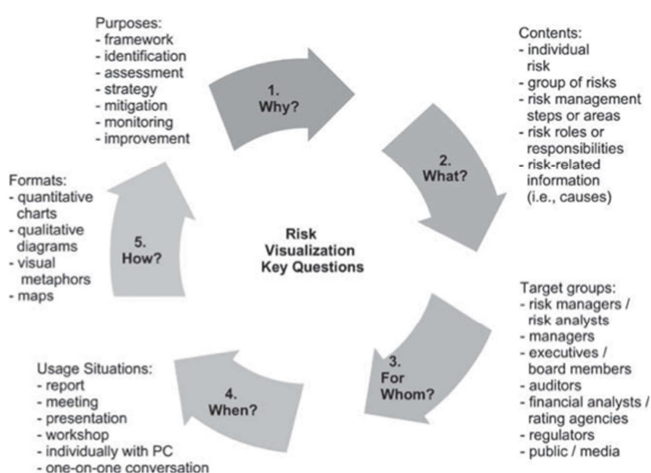 Purposes:
- framework
- identification
- assessment
- strategy
- mitigation
- monitoring
- improvement
1.
Why?
Contents:
- individual
risk
- group of risks
- risk management
steps or areas
- risk roles or
responsibilities
- risk-related
information
(i.e., causes)
2.
What?
Risk
Visualization
Key Questions
Target groups:
- risk managers /
risk analysts
- managers
- executives /
board members
- auditors
- financial analysts /
rating agencies
- regulators
- public / media
3.
For
Whom?
Usage Situations:
- report
- meeting
- presentation
- workshop
- individually with PC
- one-on-one conversation
4.
When?
Formats:
- quantitative
charts
- qualitative
diagrams
- visual
metaphors
- maps
5.
How?